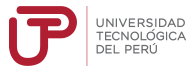 UNIVERSIDAD
TECNOLÓGICA
DEL PERÚ